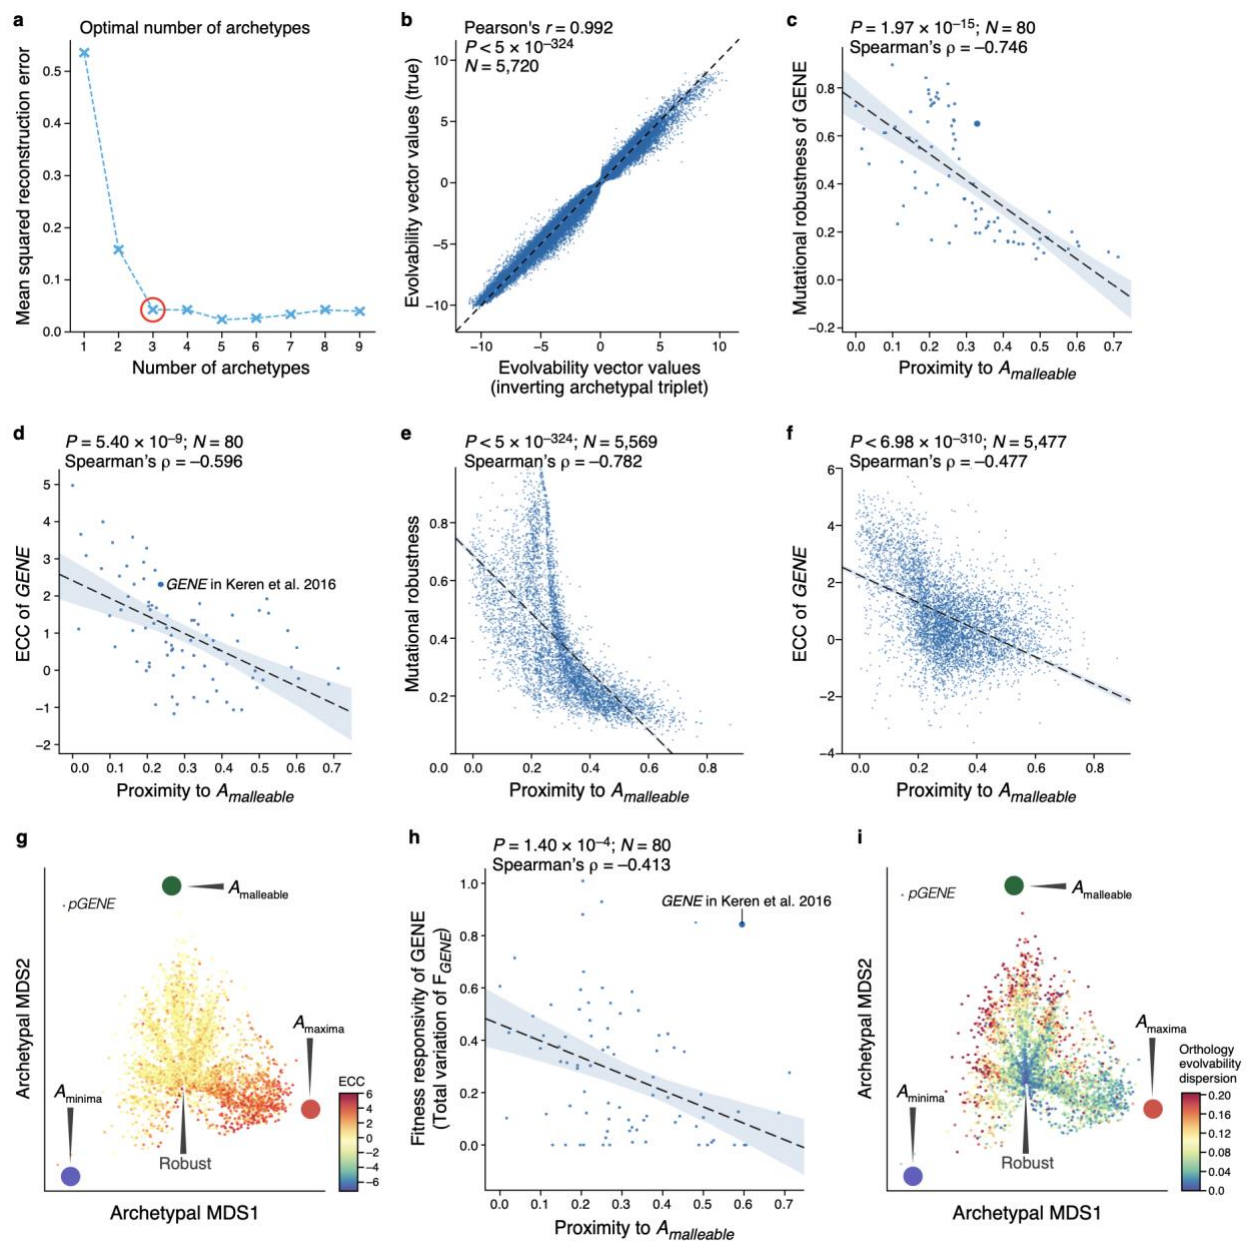 a
Optimal number of archetypes
Mean squared reconstruction error
0.5
0.4
0.3
0.2
0.1
0.0
1 2 3 4 5 6 7 8 9
Number of archetypes
b
Pearson's r = 0.992
P < 5 × 10⁻³²⁴
N = 5,720
Evolvability vector values (true)
10
5
0
−5
−10
−10 −5 0 5 10
Evolvability vector values
(inverting archetypal triplet)
c
P = 1.97 × 10⁻¹⁵; N = 80
Spearman's ρ = −0.746
Mutational robustness of GENE
0.8
0.6
0.4
0.2
0.0
−0.2
0.0 0.1 0.2 0.3 0.4 0.5 0.6 0.7
Proximity to Amalleable
d
P = 5.40 × 10⁻⁹; N = 80
Spearman's ρ = −0.596
ECC of GENE
5
4
3
2
1
0
−1
−2
GENE in Keren et al. 2016
0.0 0.1 0.2 0.3 0.4 0.5 0.6 0.7
Proximity to Amalleable
e
P < 5 × 10⁻³²⁴; N = 5,569
Spearman's ρ = −0.782
Mutational robustness
0.8
0.6
0.4
0.2
0.0
0.0 0.2 0.4 0.6 0.8
Proximity to Amalleable
f
P < 6.98 × 10⁻³¹⁰; N = 5,477
Spearman's ρ = −0.477
ECC of GENE
6
4
2
0
−2
−4
0.0 0.2 0.4 0.6 0.8
Proximity to Amalleable
g
pGENE
Amalleable
Amaxima
Aminima
Robust
ECC
6
4
2
0
−2
−4
−6
Archetypal MDS2
Archetypal MDS1
h
P = 1.40 × 10⁻⁴; N = 80
Spearman's ρ = −0.413
Fitness responsivity of GENE
(Total variation of FGENE)
1.0
0.8
0.6
0.4
0.2
0.0
GENE in Keren et al. 2016
0.0 0.1 0.2 0.3 0.4 0.5 0.6 0.7
Proximity to Amalleable
i
pGENE
Amalleable
Amaxima
Aminima
Robust
Orthology
evolvability
dispersion
0.20
0.16
0.12
0.08
0.04
0.0
Archetypal MDS2
Archetypal MDS1